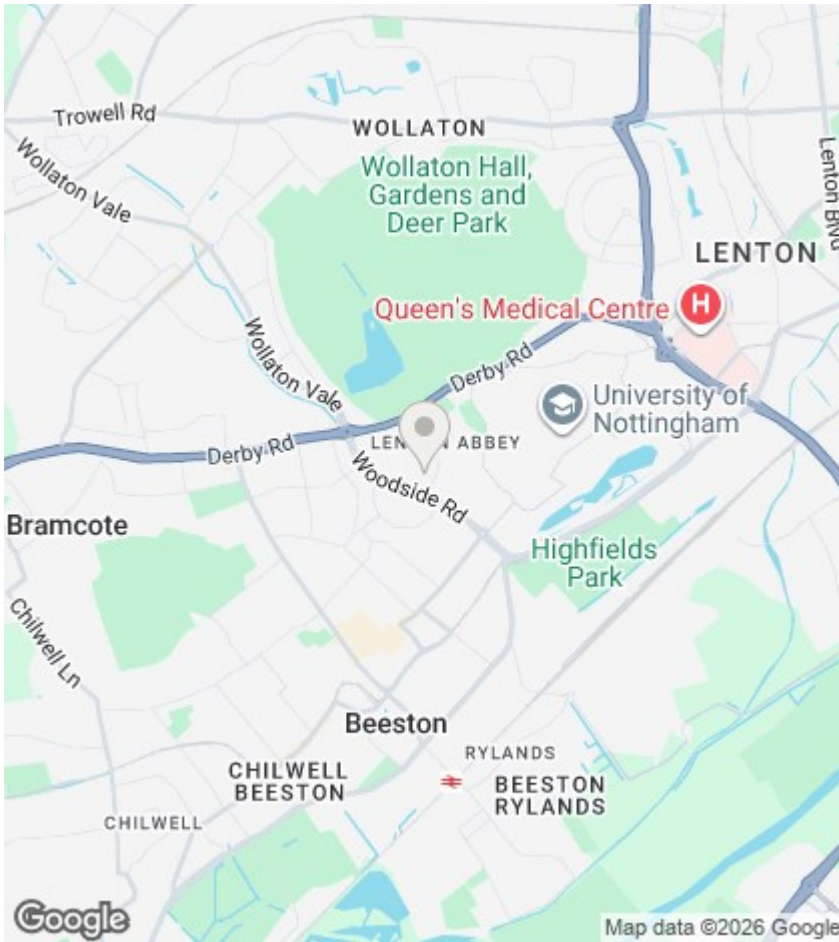 Trowell Rd
WOLLATON
Wollaton Vale
Wollaton Hall,
Gardens and
Deer Park
Lenton Blvd
LENTON
Queen's Medical Centre
H
Wollaton Vale
Derby Rd
University of
Nottingham
Derby Rd
LEN N ABBEY
Woodside Rd
Bramcote
Highfields
Park
Chilwell Ln
Beeston
RYLANDS
CHILWELL
BEESTON
BEESTON
RYLANDS
CHILWELL
Google
Map data ©2026 Google